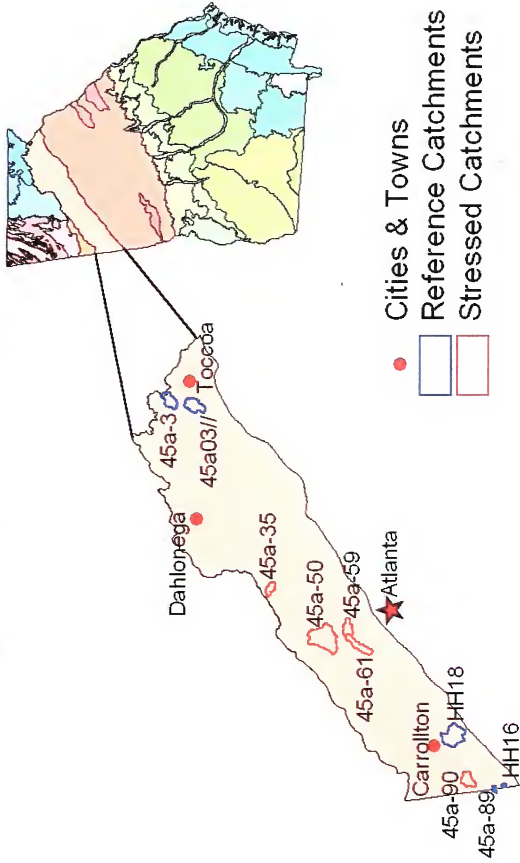 45a-3
45a03//
Toccoa
Dahlonega
45a-35
45a-50
45a-59
45a-61
Atlanta
Carrollton
HH18
45a-90
45a-89
HH16
Cities & Towns
Reference Catchments
Stressed Catchments